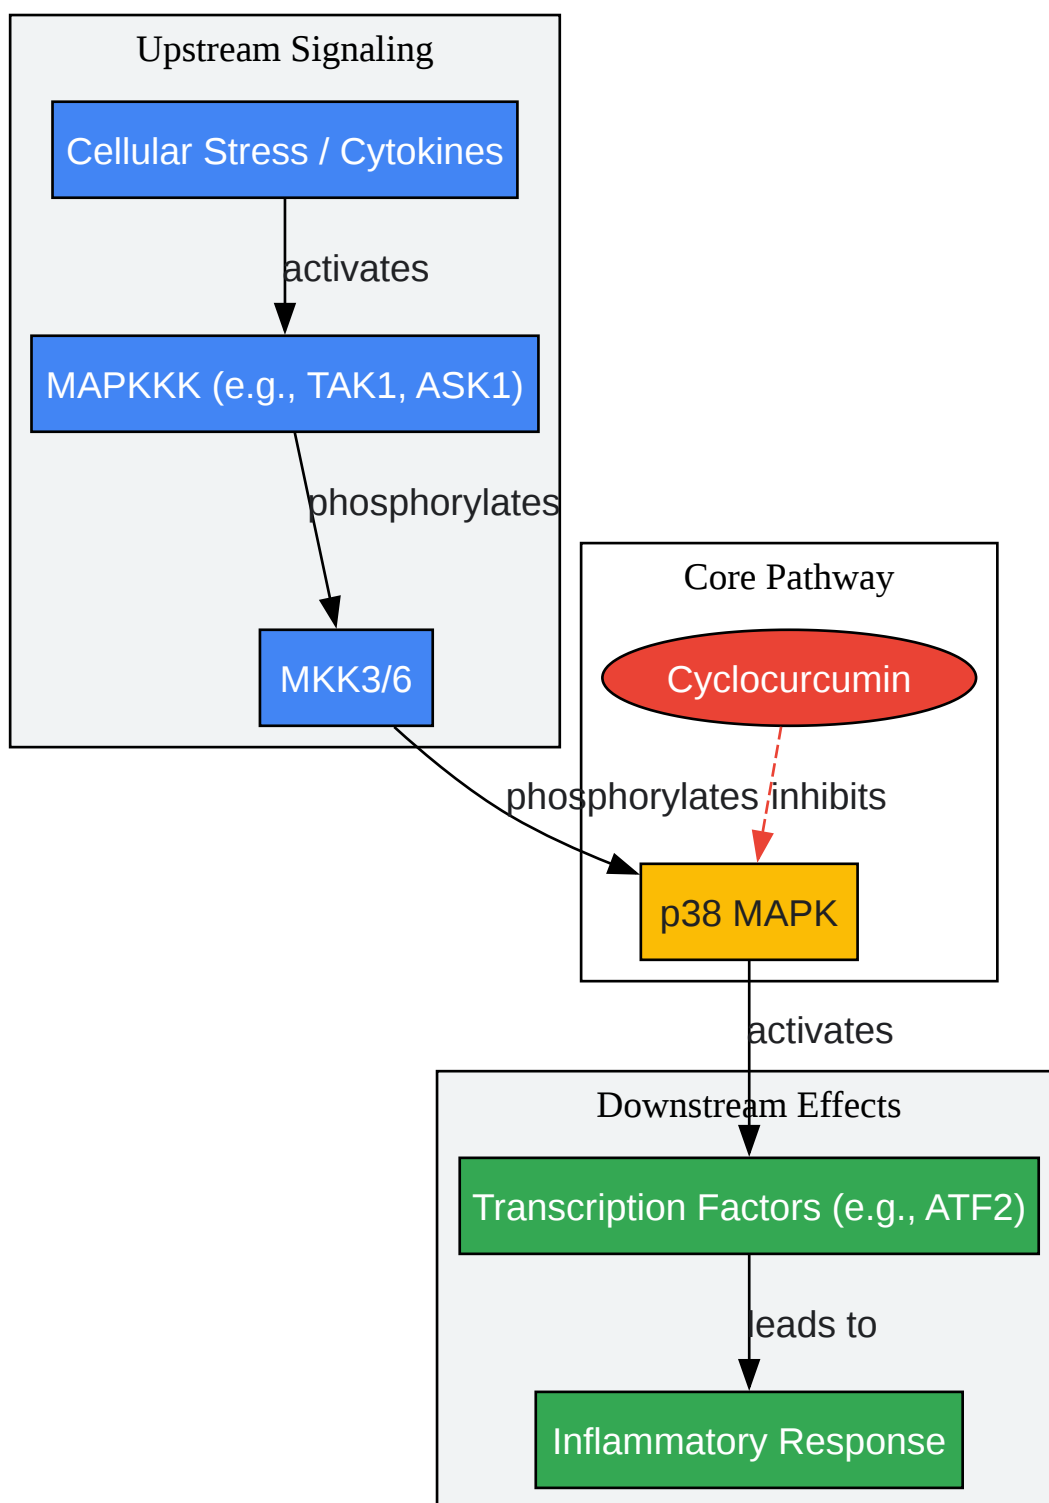 Upstream Signaling
Cellular Stress / Cytokines
activates
MAPKKK (e.g., TAK1, ASK1)
phosphorylates
MKK3/6
Core Pathway
Cyclocurcumin
phosphorylates
inhibits
p38 MAPK
activates
Downstream Effects
Transcription Factors (e.g., ATF2)
leads to
Inflammatory Response